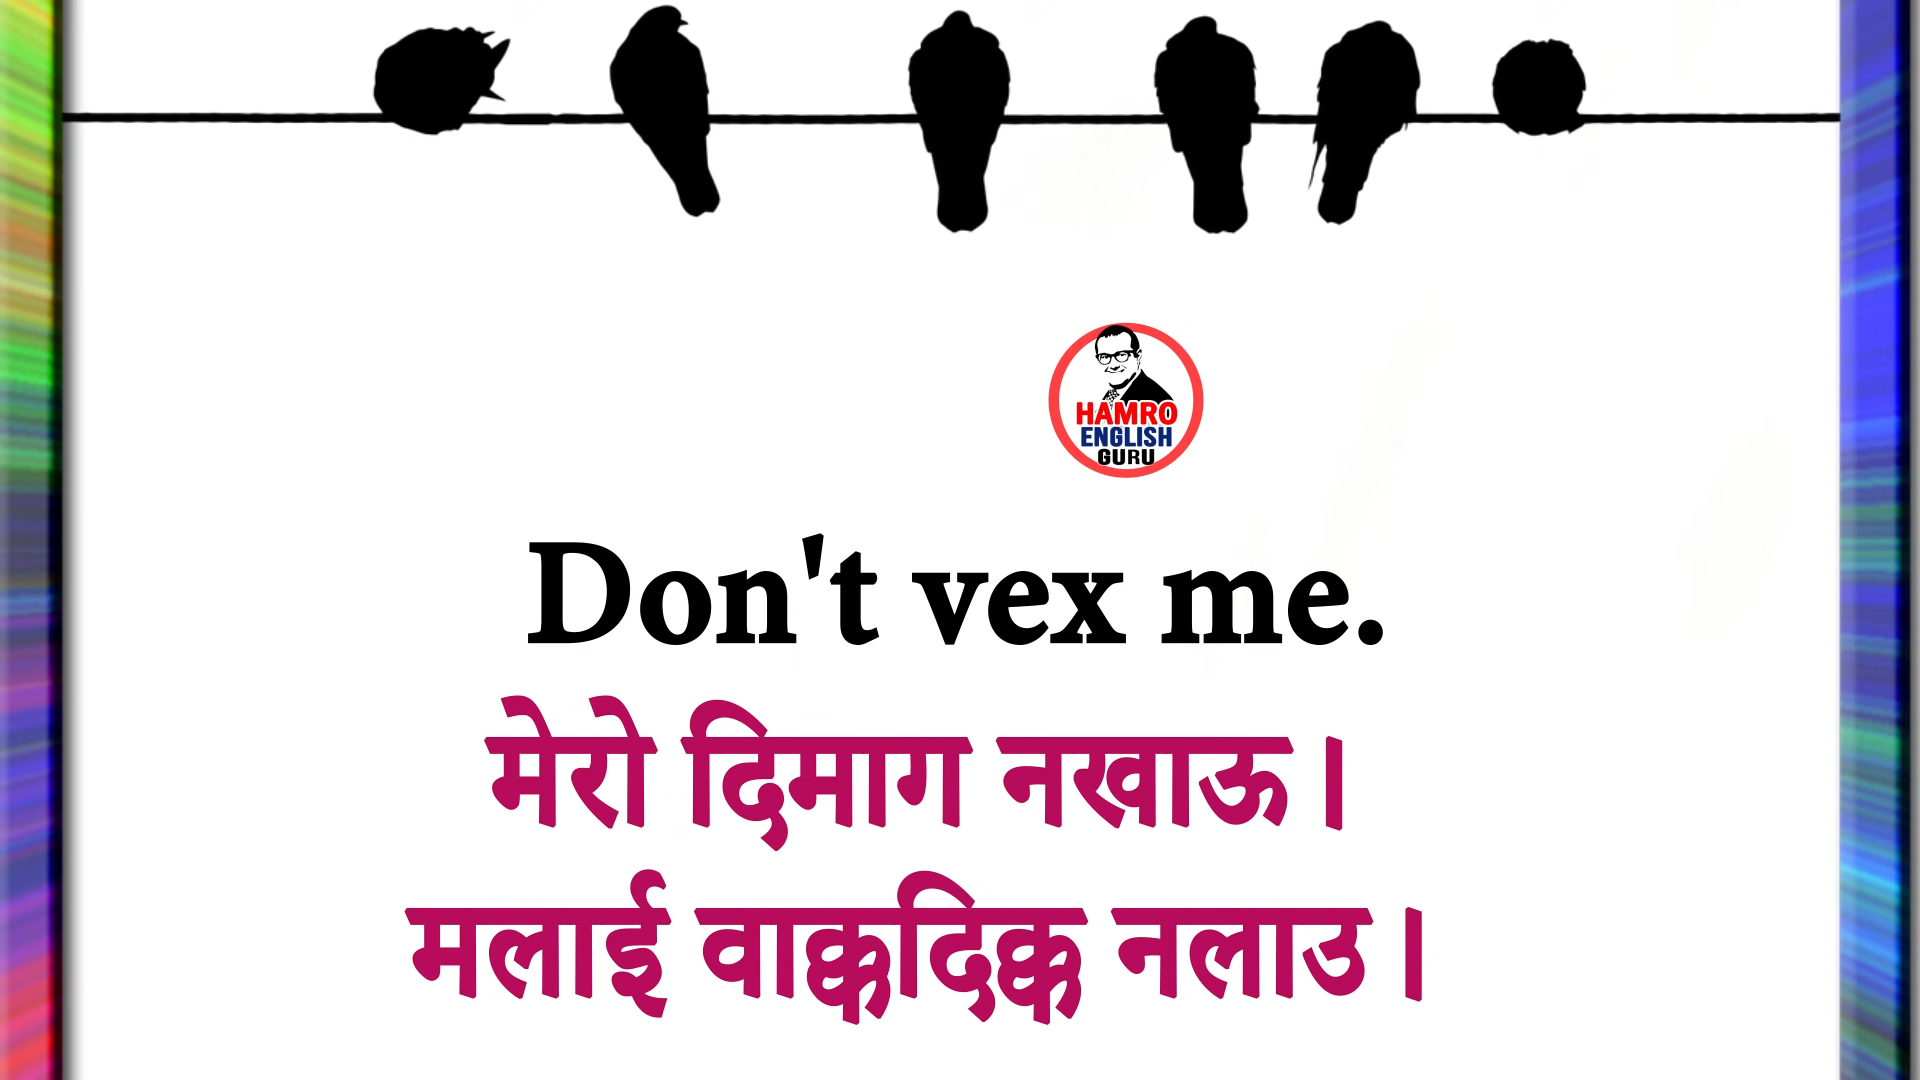 HAMRO
ENGLISH
GURU
Don't vex me.
मेरो दिमाग नखाऊ।
मलाई वाक्कदिक्क नलाउ।